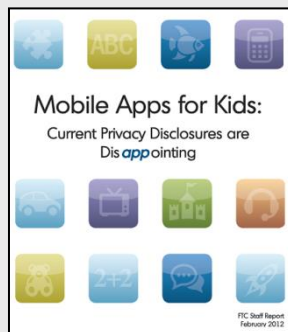 ABC
Mobile Apps for Kids:
Current Privacy Disclosures are
Disappointing
2+2
FTC Staff Report
February 2012